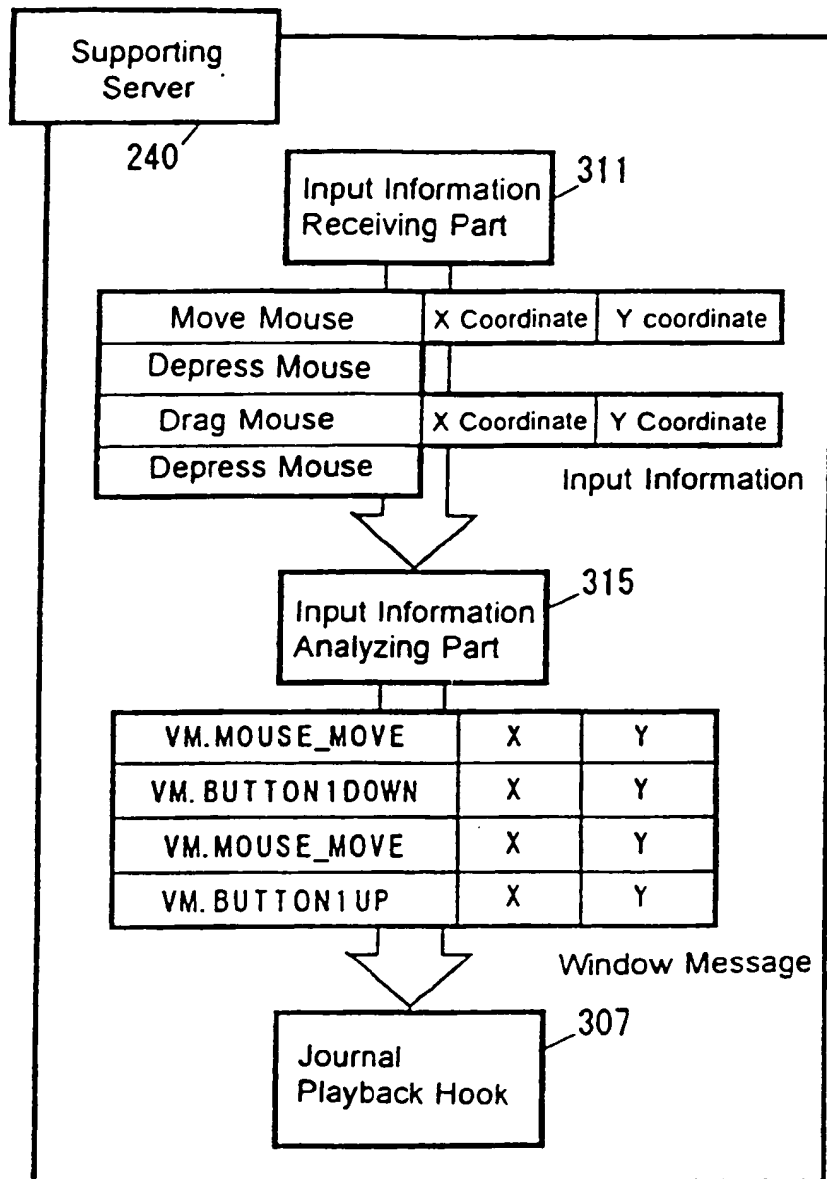 Supporting
Server
240
Input Information
Receiving Part
311
Move Mouse X Coordinate Y coordinate
Depress Mouse
Drag Mouse X Coordinate Y Coordinate
Depress Mouse
Input Information
Input Information
Analyzing Part
315
VM.MOUSE_MOVE X Y
VM.BUTTON1DOWN X Y
VM.MOUSE_MOVE X Y
VM.BUTTON1UP X Y
Window Message
Journal
Playback Hook
307